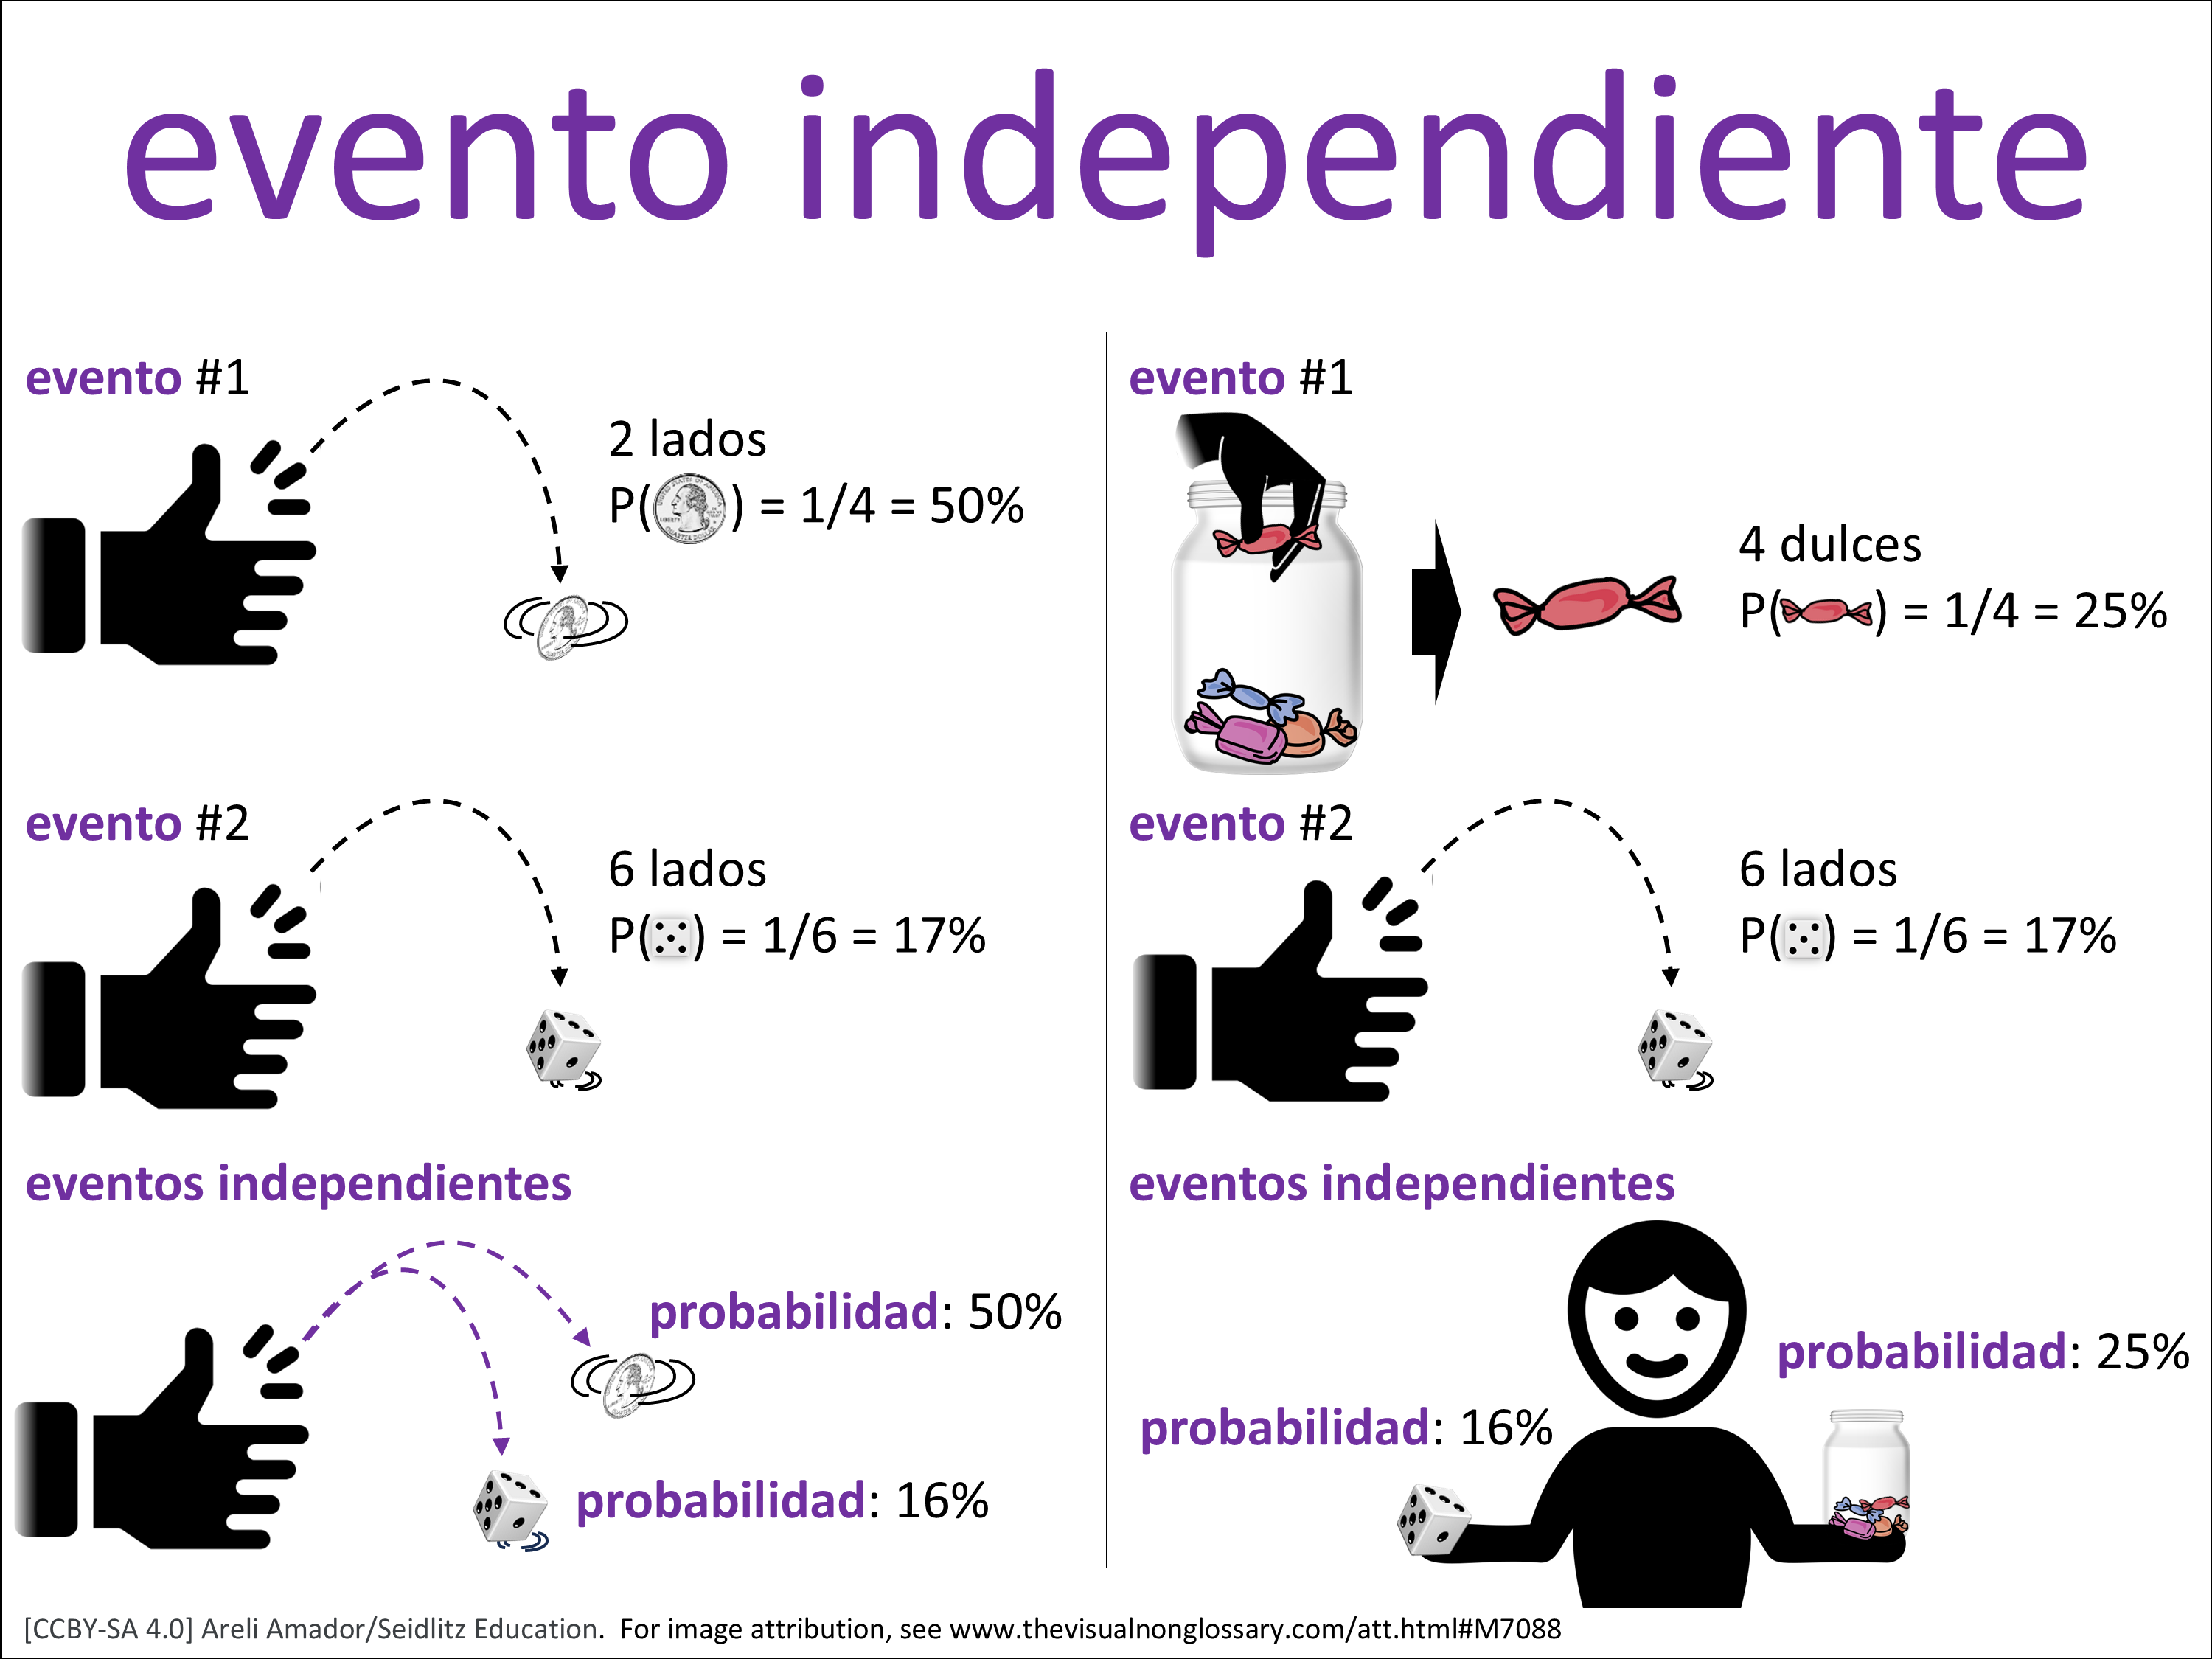 evento independiente
evento #1
2 lados
P( ) = 1/4 = 50%
evento #2
6 lados
P( ) = 1/6 = 17%
eventos independientes
probabilidad: 50%
probabilidad: 16%
evento #1
4 dulces
P( ) = 1/4 = 25%
evento #2
6 lados
P( ) = 1/6 = 17%
eventos independientes
probabilidad: 25%
probabilidad: 16%
[CCBY-SA 4.0] Areli Amador/Seidlitz Education. For image attribution, see www.thevisualnonglossary.com/att.html#M7088